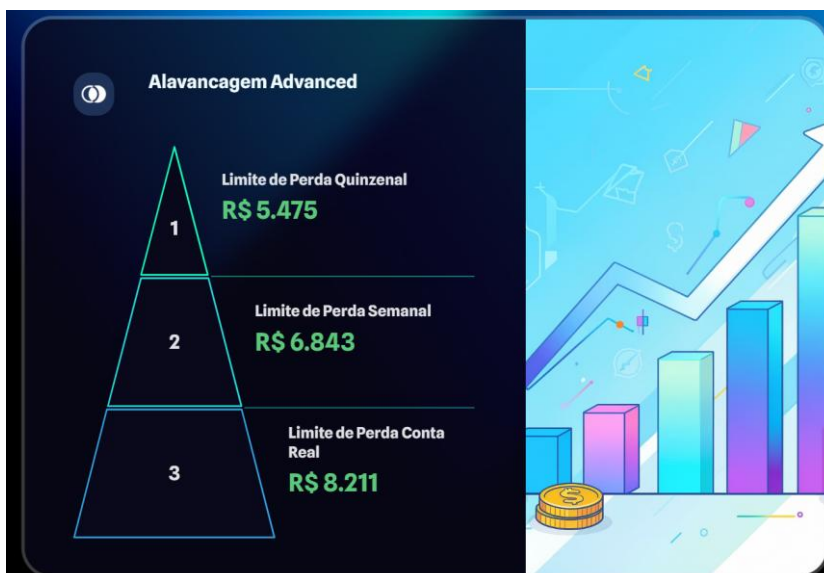 Alavancagem Advanced
1
Limite de Perda Quinzenal
R$ 5.475
2
Limite de Perda Semanal
R$ 6.843
3
Limite de Perda Conta
Real
R$ 8.211